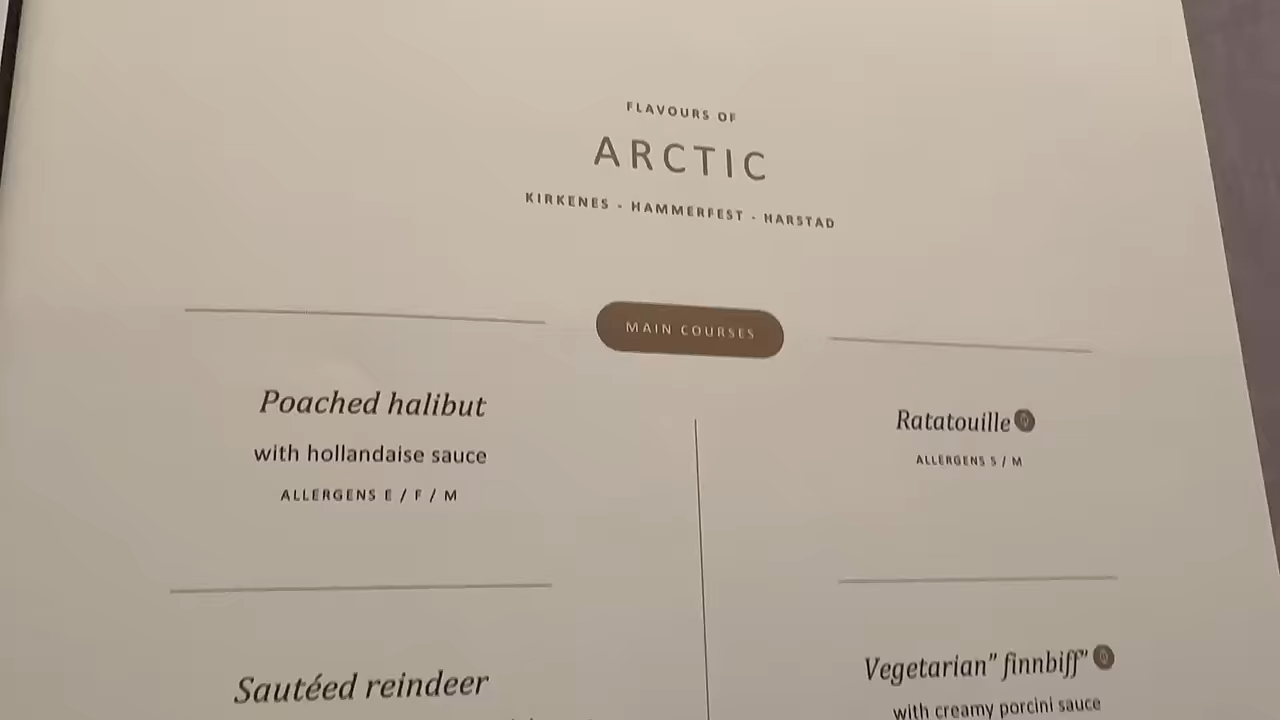 FLAVOURS OF
ARCTIC
KIRKENES - HAMMERFEST - HARSTAD
MAIN COURSES
Poached halibut
with hollandaise sauce
ALLERGENS E / F / M
Sautéed reindeer
Ratatouille
ALLERGENS S / M
Vegetarian” finnbiff”
with creamy porcini sauce